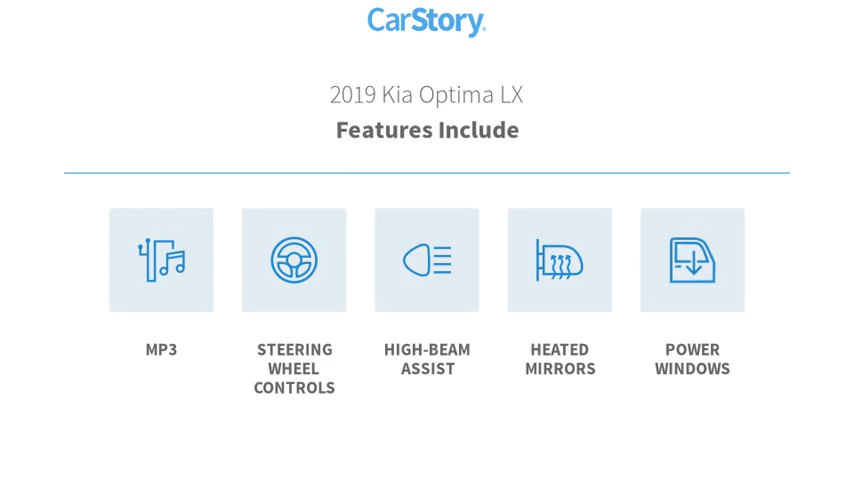 CarStory
2019 Kia Optima LX
Features Include
MP3
STEERING
WHEEL
CONTROLS
HIGH-BEAM
ASSIST
HEATED
MIRRORS
POWER
WINDOWS